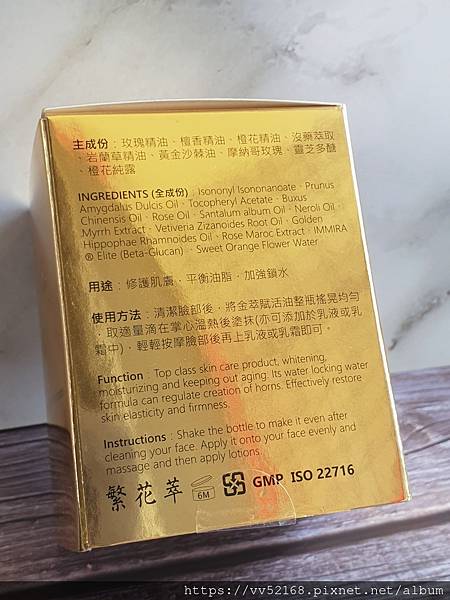 主成份：玫瑰精油、檀香精油、橙花精油、沒藥萃取
、岩蘭草精油、黃金沙棘油、摩納哥玫瑰、靈芝多醣
、橙花純露
INGREDIENTS (全成份)：Isononyl Isononanoate、Prunus
Amygdalus Dulcis Oil、Tocopheryl Acetate、Buxus
Chinensis Oil、Rose Oil、Santalum album Oil、Neroli Oil、
Myrrh Extract、Vetiveria Zizanoides Root Oil、Golden
Hippophae Rhamnoides Oil、Rose Maroc Extract、IMMIRA
® Elite (Beta-Glucan)、Sweet Orange Flower Water
用途：修護肌膚、平衡油脂、加強鎖水
使用方法：清潔臉部後，將金萃賦活油整瓶搖晃均勻
，取適量滴在掌心溫熱後塗抹(亦可添加於乳液或乳
霜中)，輕輕按摩臉部後再上乳液或乳霜即可。
Function：Top class skin care product, whitening,
moisturizing and keeping out aging. Its water locking water
formula can regulate creation of horns. Effectively restore
skin elasticity and firmness.
Instructions：Shake the bottle to make it even after
cleaning your face. Apply it onto your face evenly and
massage and then apply lotions.
繁花萃 6M GMP ISO 22716
https://vv52168.pixnet.net/album